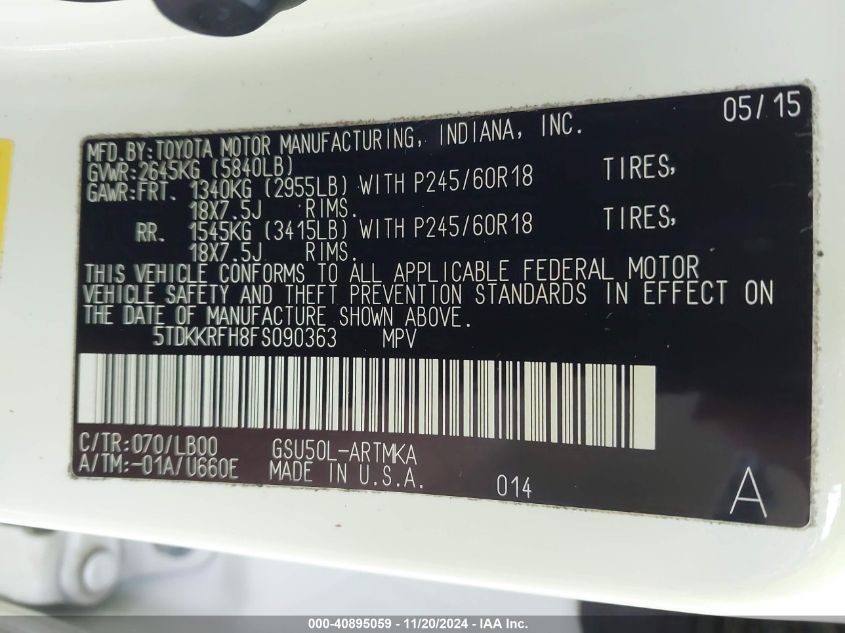 05/15
MFD.BY:TOYOTA MOTOR MANUFACTURING, INDIANA, INC.
GVWR:2645KG (5840LB)
GAWR:FRT. 1340KG (2955LB) WITH P245/60R18 TIRES,
18X7.5J RIMS.
RR. 1545KG (3415LB) WITH P245/60R18 TIRES,
18X7.5J RIMS.
THIS VEHICLE CONFORMS TO ALL APPLICABLE FEDERAL MOTOR
VEHICLE SAFETY AND THEFT PREVENTION STANDARDS IN EFFECT ON
THE DATE OF MANUFACTURE SHOWN ABOVE.
5TDKKRFH8FS090363 MPV
C/TR:070/LB00 GSU50L-ARTMKA
A/TM:-01A/U660E MADE IN U.S.A. 014 A
000-40895059 - 11/20/2024 - IAA Inc.